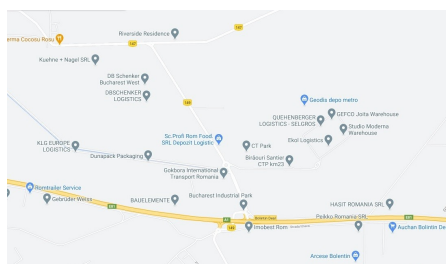 Riverside Residence
erma Cocosu Rosu
Kuehne + Nagel SRL
DB Schenker
Bucharest West
DBSCHENKER
LOGISTICS
Geodis depo metro
GEFCO Joita Warehouse
QUEHENBERGER
LOGISTICS - SELGROS
Studio Moderna
Warehouse
Sc Profi Rom Food
SRL Depozit Logistic
CT Park
Ekol Logistics
KLG EUROPE
LOGISTICS
Dunapack Packaging
Birăouri Santier
CTP km23
Gokbora International
Transport Romania
Romtrailer Service
Gebrüder Weiss
BAUELEMENTE
Bucharest Industrial Park
HASIT ROMANIA SRL
Peikko Romania SRL
Imobest Rom
Auchan Bolintin De
Arcese Bolentin